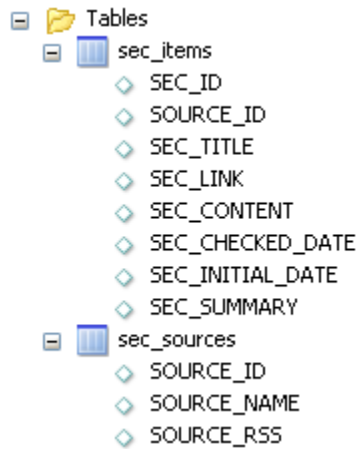 Tables
sec_items
SEC_ID
SOURCE_ID
SEC_TITLE
SEC_LINK
SEC_CONTENT
SEC_CHECKED_DATE
SEC_INITIAL_DATE
SEC_SUMMARY
sec_sources
SOURCE_ID
SOURCE_NAME
SOURCE_RSS